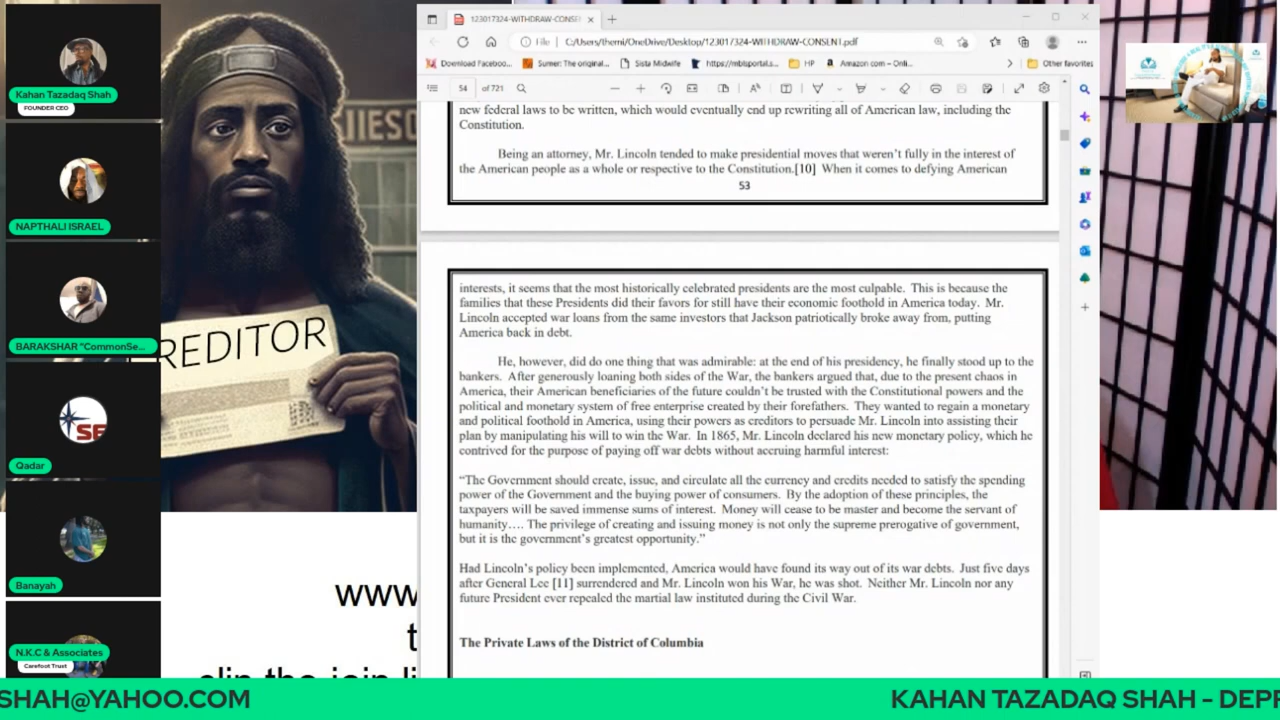 Kahan Tazadaq Shah
FOUNDER CEO
NAPTHALI ISRAEL
BARAKSHAR "CommonSe...
Qadar
SE
Banayah
N.K.C & Associates
Carefoot Trust
REDITOR
www
123017324-WITHDRAW-CONSE
File
C:/Users/themi/OneDrive/Desktop/123017324-WITHDRAW-CONSENT.pdf
Download Faceboo...
Sumer: The original...
Sista Midwife
https://mblsportal.s...
HP
Amazon.com – Onli...
Other favorites
54 of 721
new federal laws to be written, which would eventually end up rewriting all of American law, including the
Constitution.
Being an attorney, Mr. Lincoln tended to make presidential moves that weren't fully in the interest of
the American people as a whole or respective to the Constitution.[10] When it comes to defying American
53
interests, it seems that the most historically celebrated presidents are the most culpable. This is because the
families that these Presidents did their favors for still have their economic foothold in America today. Mr.
Lincoln accepted war loans from the same investors that Jackson patriotically broke away from, putting
America back in debt.
He, however, did do one thing that was admirable: at the end of his presidency, he finally stood up to the
bankers. After generously loaning both sides of the War, the bankers argued that, due to the present chaos in
America, their American beneficiaries of the future couldn't be trusted with the Constitutional powers and the
political and monetary system of free enterprise created by their forefathers. They wanted to regain a monetary
and political foothold in America, using their powers as creditors to persuade Mr. Lincoln into assisting their
plan by manipulating his will to win the War. In 1865, Mr. Lincoln declared his new monetary policy, which he
contrived for the purpose of paying off war debts without accruing harmful interest:
"The Government should create, issue, and circulate all the currency and credits needed to satisfy the spending
power of the Government and the buying power of consumers. By the adoption of these principles, the
taxpayers will be saved immense sums of interest. Money will cease to be master and become the servant of
humanity…. The privilege of creating and issuing money is not only the supreme prerogative of government,
but it is the government's greatest opportunity."
Had Lincoln's policy been implemented, America would have found its way out of its war debts. Just five days
after General Lee [11] surrendered and Mr. Lincoln won his War, he was shot. Neither Mr. Lincoln nor any
future President ever repealed the martial law instituted during the Civil War.
The Private Laws of the District of Columbia
SHAH@YAHOO.COM
KAHAN TAZADAQ SHAH - DEPR